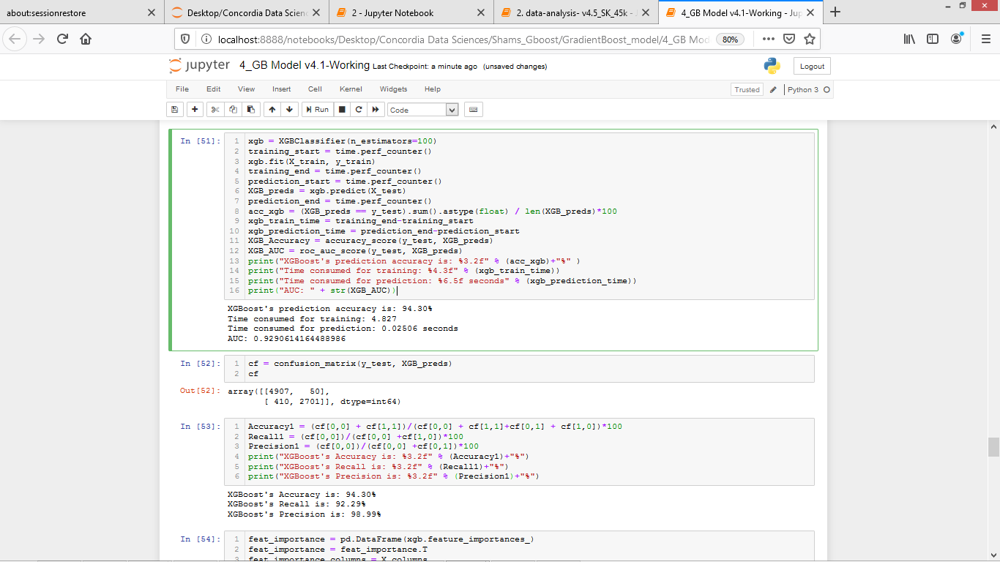 about:sessionrestore
Desktop/Concordia Data Scien
2 - Jupyter Notebook
2. data-analysis- v4.5_SK_45k -
4_GB Model v4.1-Working - Jup
localhost:8888/notebooks/Desktop/Concordia Data Sciences/Shams_Gboost/GradientBoost_model/4_GB Mod
80%
jupyter 4_GB Model v4.1-Working Last Checkpoint: a minute ago (unsaved changes)
Logout
File Edit View Insert Cell Kernel Widgets Help
Trusted
Python 3
Run
Code
In [51]:
1 xgb = XGBClassifier(n_estimators=100)
2 training_start = time.perf_counter()
3 xgb.fit(X_train, y_train)
4 training_end = time.perf_counter()
5 prediction_start = time.perf_counter()
6 XGB_preds = xgb.predict(X_test)
7 prediction_end = time.perf_counter()
8 acc_xgb = (XGB_preds == y_test).sum().astype(float) / len(XGB_preds)*100
9 xgb_train_time = training_end-training_start
10 xgb_prediction_time = prediction_end-prediction_start
11 XGB_Accuracy = accuracy_score(y_test, XGB_preds)
12 XGB_AUC = roc_auc_score(y_test, XGB_preds)
13 print("XGBoost's prediction accuracy is: %3.2f" % (acc_xgb)+"%" )
14 print("Time consumed for training: %4.3f" % (xgb_train_time))
15 print("Time consumed for prediction: %6.5f seconds" % (xgb_prediction_time))
16 print("AUC: " + str(XGB_AUC))
XGBoost's prediction accuracy is: 94.30%
Time consumed for training: 4.827
Time consumed for prediction: 0.02506 seconds
AUC: 0.9290614164488986
In [52]:
1 cf = confusion_matrix(y_test, XGB_preds)
2 cf
Out[52]: array([[4907,   50],
[ 410, 2701]], dtype=int64)
In [53]:
1 Accuracy1 = (cf[0,0] + cf[1,1])/(cf[0,0] + cf[1,1]+cf[0,1] + cf[1,0])*100
2 Recall1 = (cf[0,0])/(cf[0,0] +cf[1,0])*100
3 Precision1 = (cf[0,0])/(cf[0,0] +cf[0,1])*100
4 print("XGBoost's Accuracy is: %3.2f" % (Accuracy1)+"%")
5 print("XGBoost's Recall is: %3.2f" % (Recall1)+"%")
6 print("XGBoost's Precision is: %3.2f" % (Precision1)+"%")
XGBoost's Accuracy is: 94.30%
XGBoost's Recall is: 92.29%
XGBoost's Precision is: 98.99%
In [54]:
1 feat_importance = pd.DataFrame(xgb.feature_importances_)
2 feat_importance = feat_importance.T
3 feat_importance.columns = X.columns